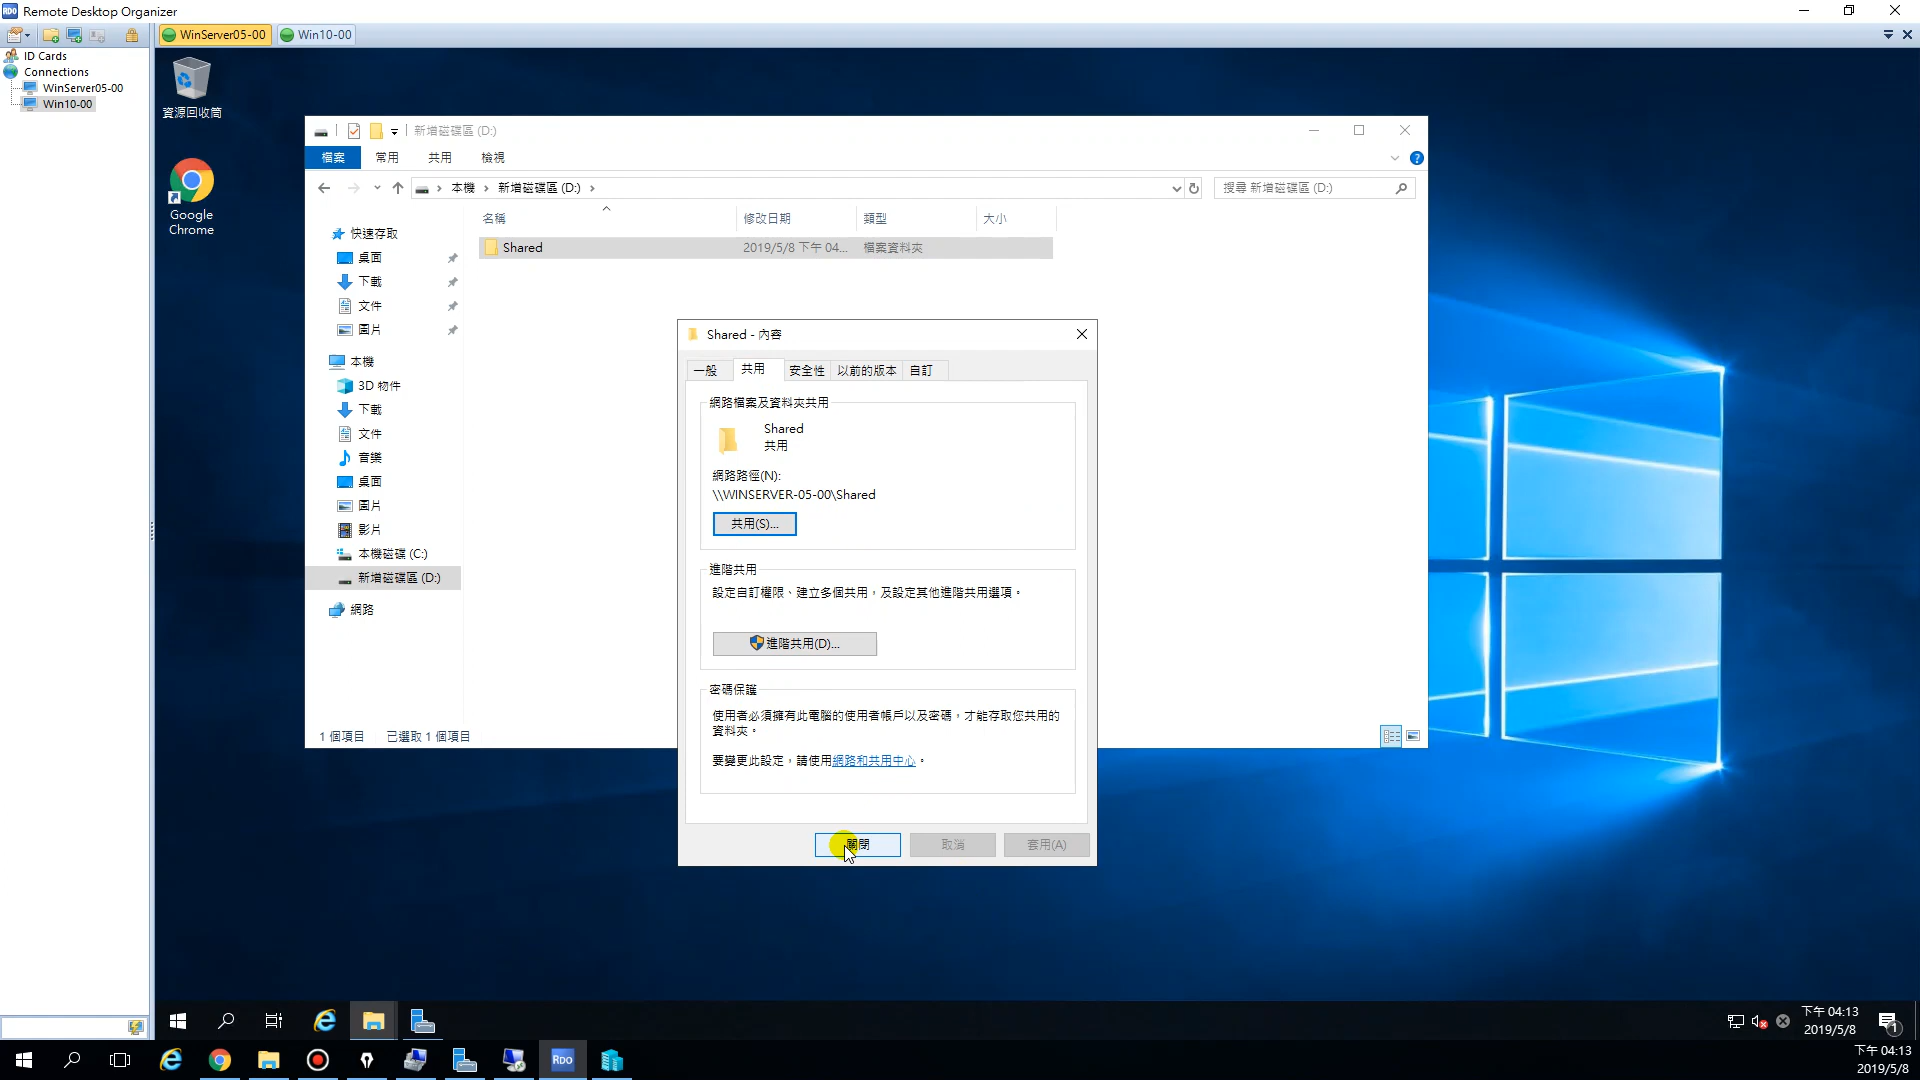 Remote Desktop Organizer
WinServer05-00
Win10-00
ID Cards
Connections
WinServer05-00
Win10-00
資源回收筒
Google
Chrome
新增磁碟區 (D:)
檔案
常用
共用
檢視
本機
新增磁碟區 (D:)
搜尋 新增磁碟區 (D:)
名稱
修改日期
類型
大小
Shared
2019/5/8 下午 04...
檔案資料夾
快速存取
桌面
下載
文件
圖片
本機
3D 物件
下載
文件
音樂
桌面
圖片
影片
本機磁碟 (C:)
新增磁碟區 (D:)
網路
1 個項目
已選取 1 個項目
Shared - 內容
一般
共用
安全性
以前的版本
自訂
網路檔案及資料夾共用
Shared
共用
網路路徑(N):
\\WINSERVER-05-00\Shared
共用(S)...
進階共用
設定自訂權限、建立多個共用，及設定其他進階共用選項。
進階共用(D)...
密碼保護
使用者必須擁有此電腦的使用者帳戶以及密碼，才能存取您共用的
資料夾。
要變更此設定，請使用網路和共用中心。
關閉
取消
套用(A)
下午 04:13
2019/5/8
1
RDO
下午 04:13
2019/5/8